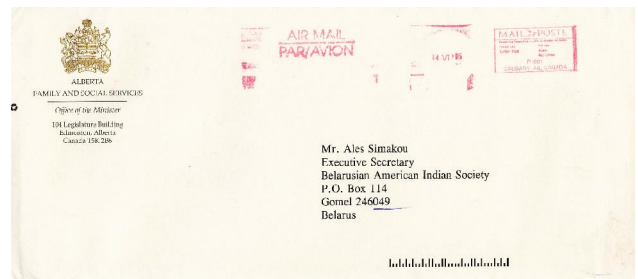 ALBERTA
FAMILY AND SOCIAL SERVICES
Office of the Minister
104 Legislature Building
Edmonton, Alberta
Canada T5K 2B6
AIR MAIL
PAR/AVION
MAIL POSTE
CALGARY, AB, CANADA
Mr. Ales Simakou
Executive Secretary
Belarusian American Indian Society
P.O. Box 114
Gomel 246049
Belarus